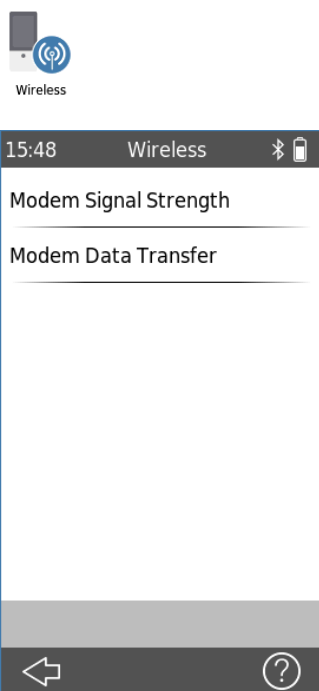 Wireless
15:48 Wireless
Modem Signal Strength
Modem Data Transfer
?